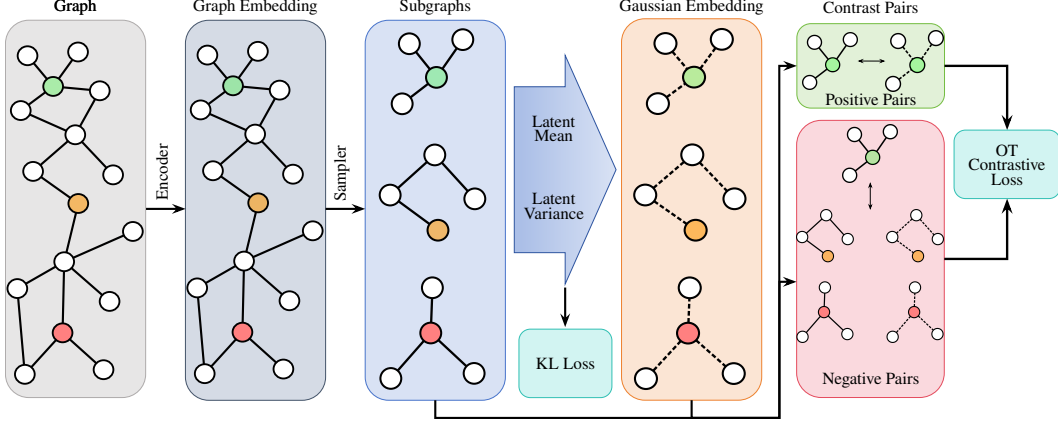 Graph
Graph Embedding
Subgraphs
Gaussian Embedding
Contrast Pairs
Encoder
Sampler
Latent
Mean
Latent
Variance
KL Loss
Positive Pairs
Negative Pairs
OT
Contrastive
Loss